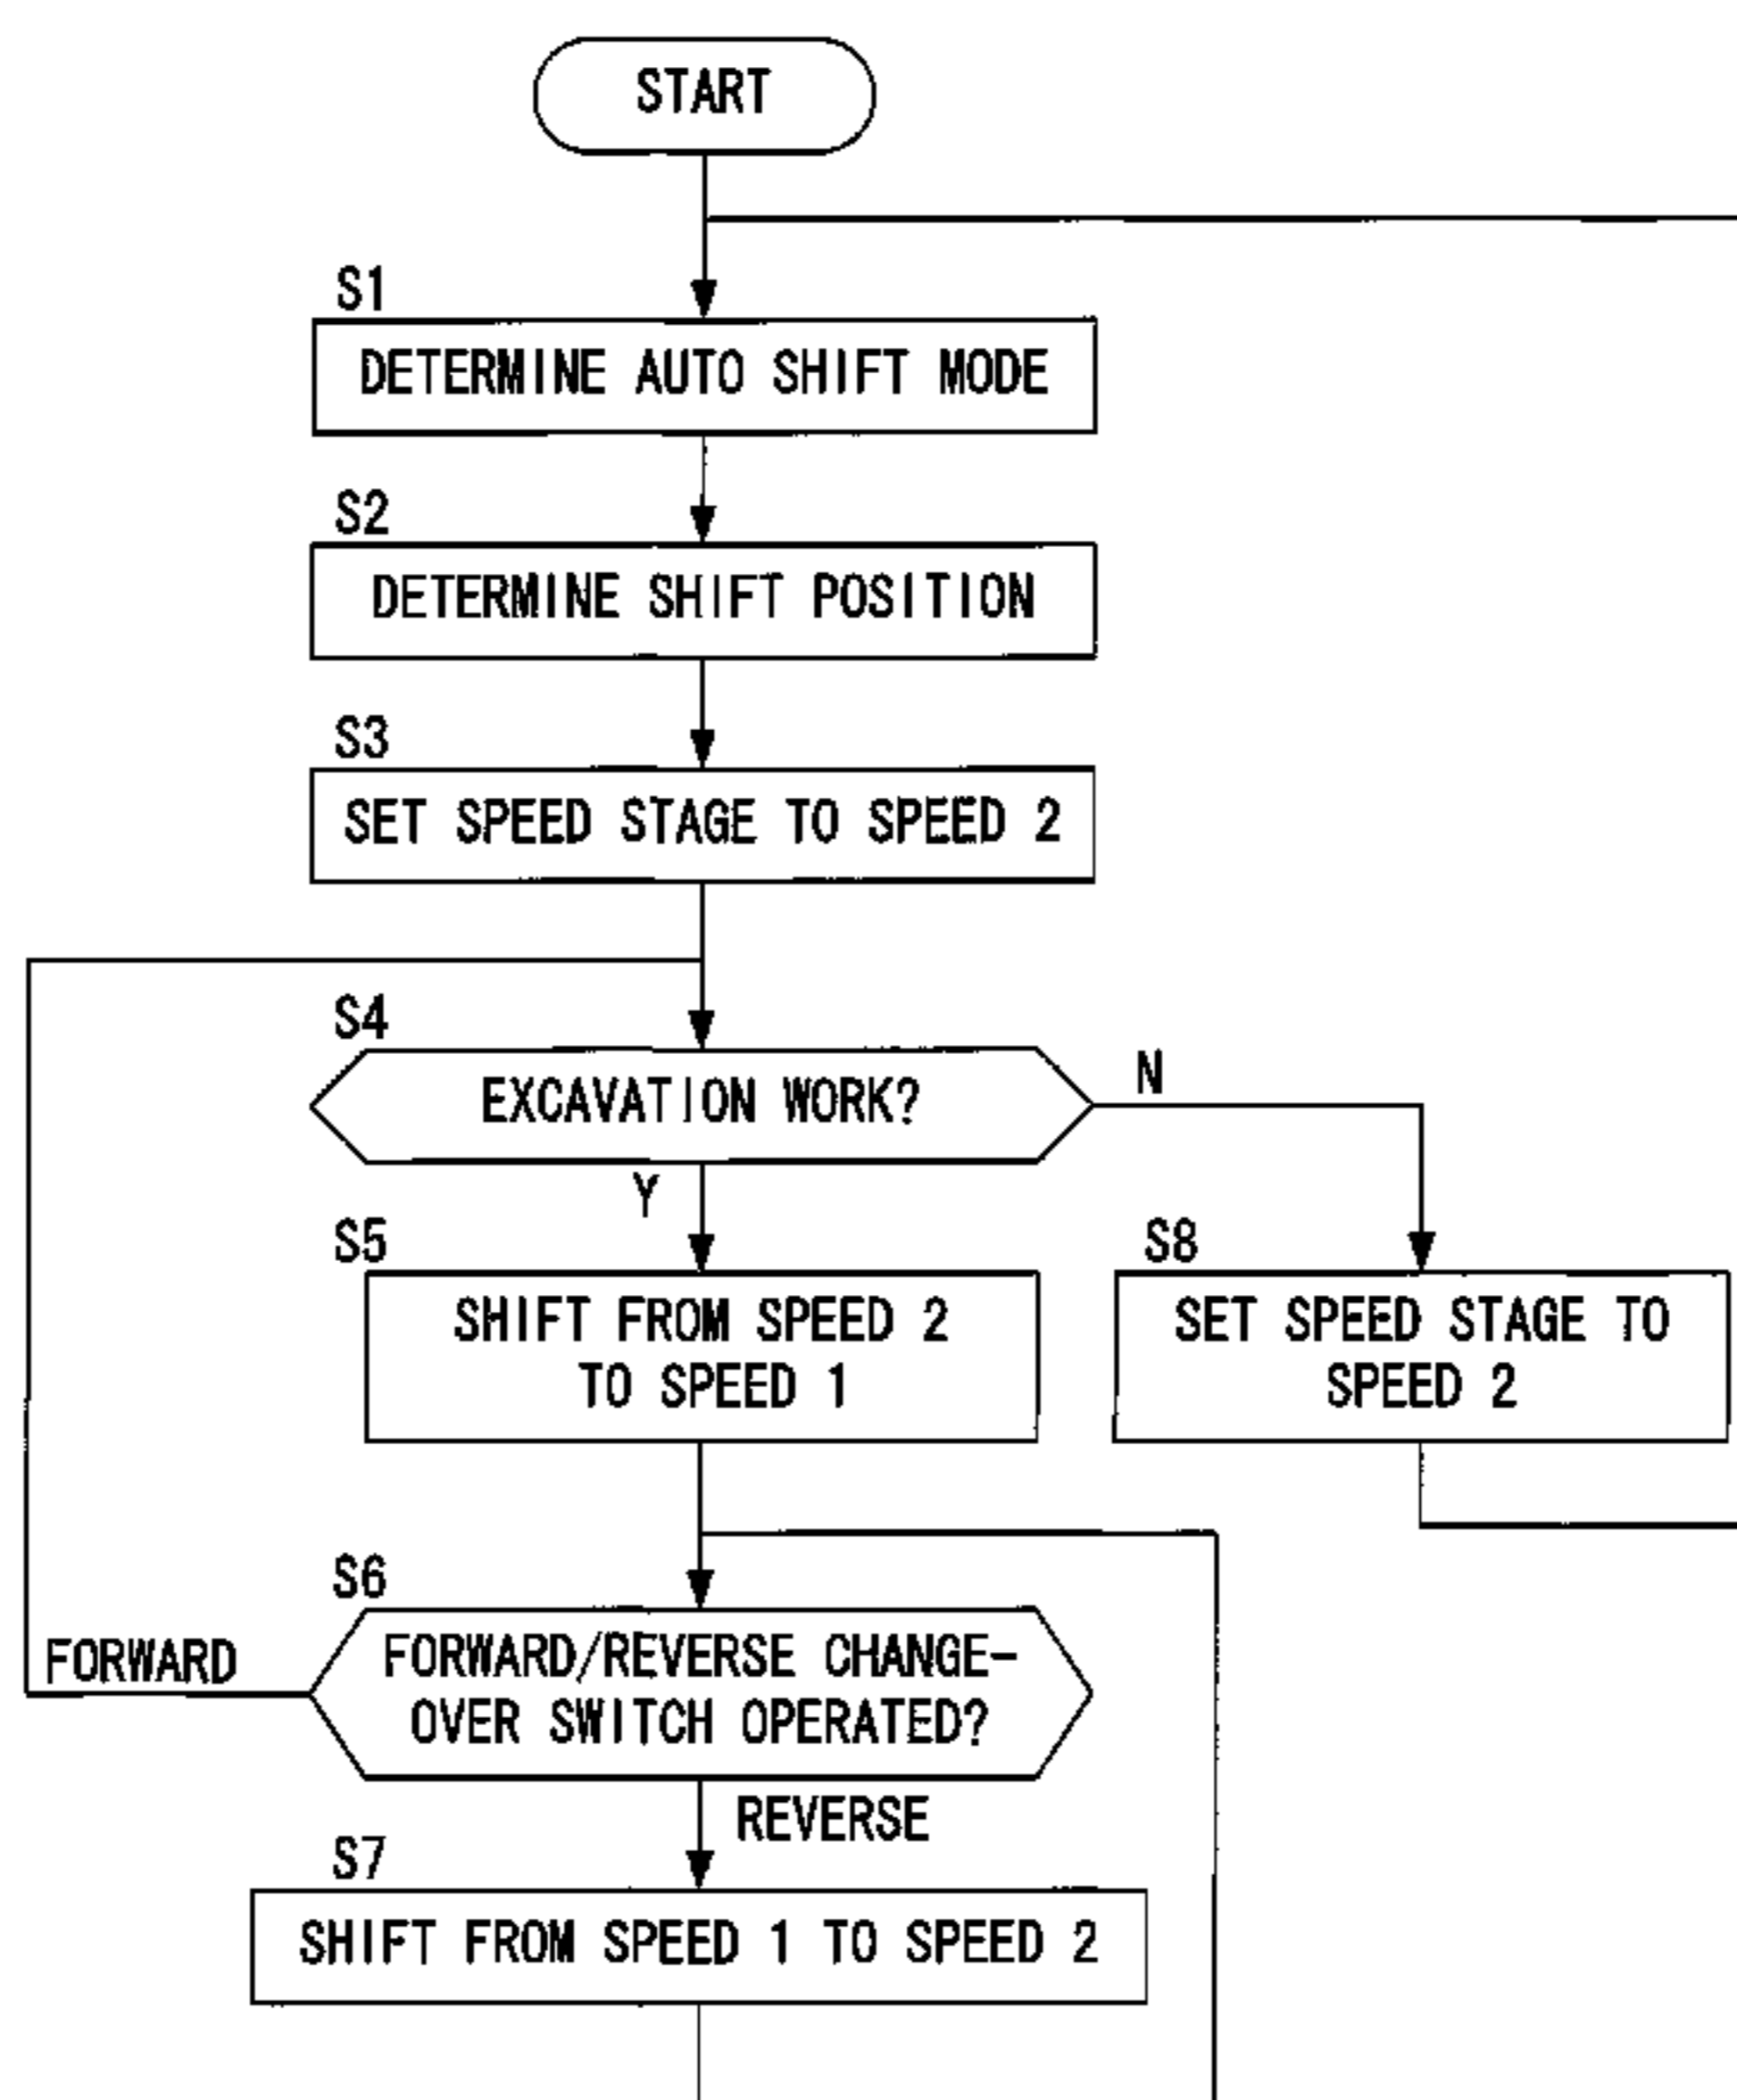 START
S1
DETERMINE AUTO SHIFT MODE
S2
DETERMINE SHIFT POSITION
S3
SET SPEED STAGE TO SPEED 2
S4
EXCAVATION WORK?
N
Y
S5
SHIFT FROM SPEED 2
TO SPEED 1
S8
SET SPEED STAGE TO
SPEED 2
S6
FORWARD
FORWARD/REVERSE CHANGE-
OVER SWITCH OPERATED?
REVERSE
S7
SHIFT FROM SPEED 1 TO SPEED 2